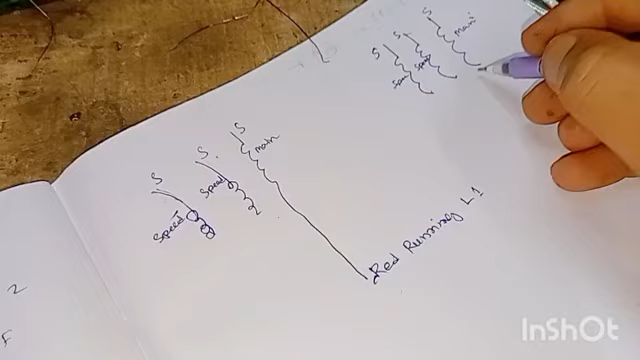 S
S
S
main
speed
speed
S
S.
S
main
speed
speed
Red Running L1
2
F
InShOt